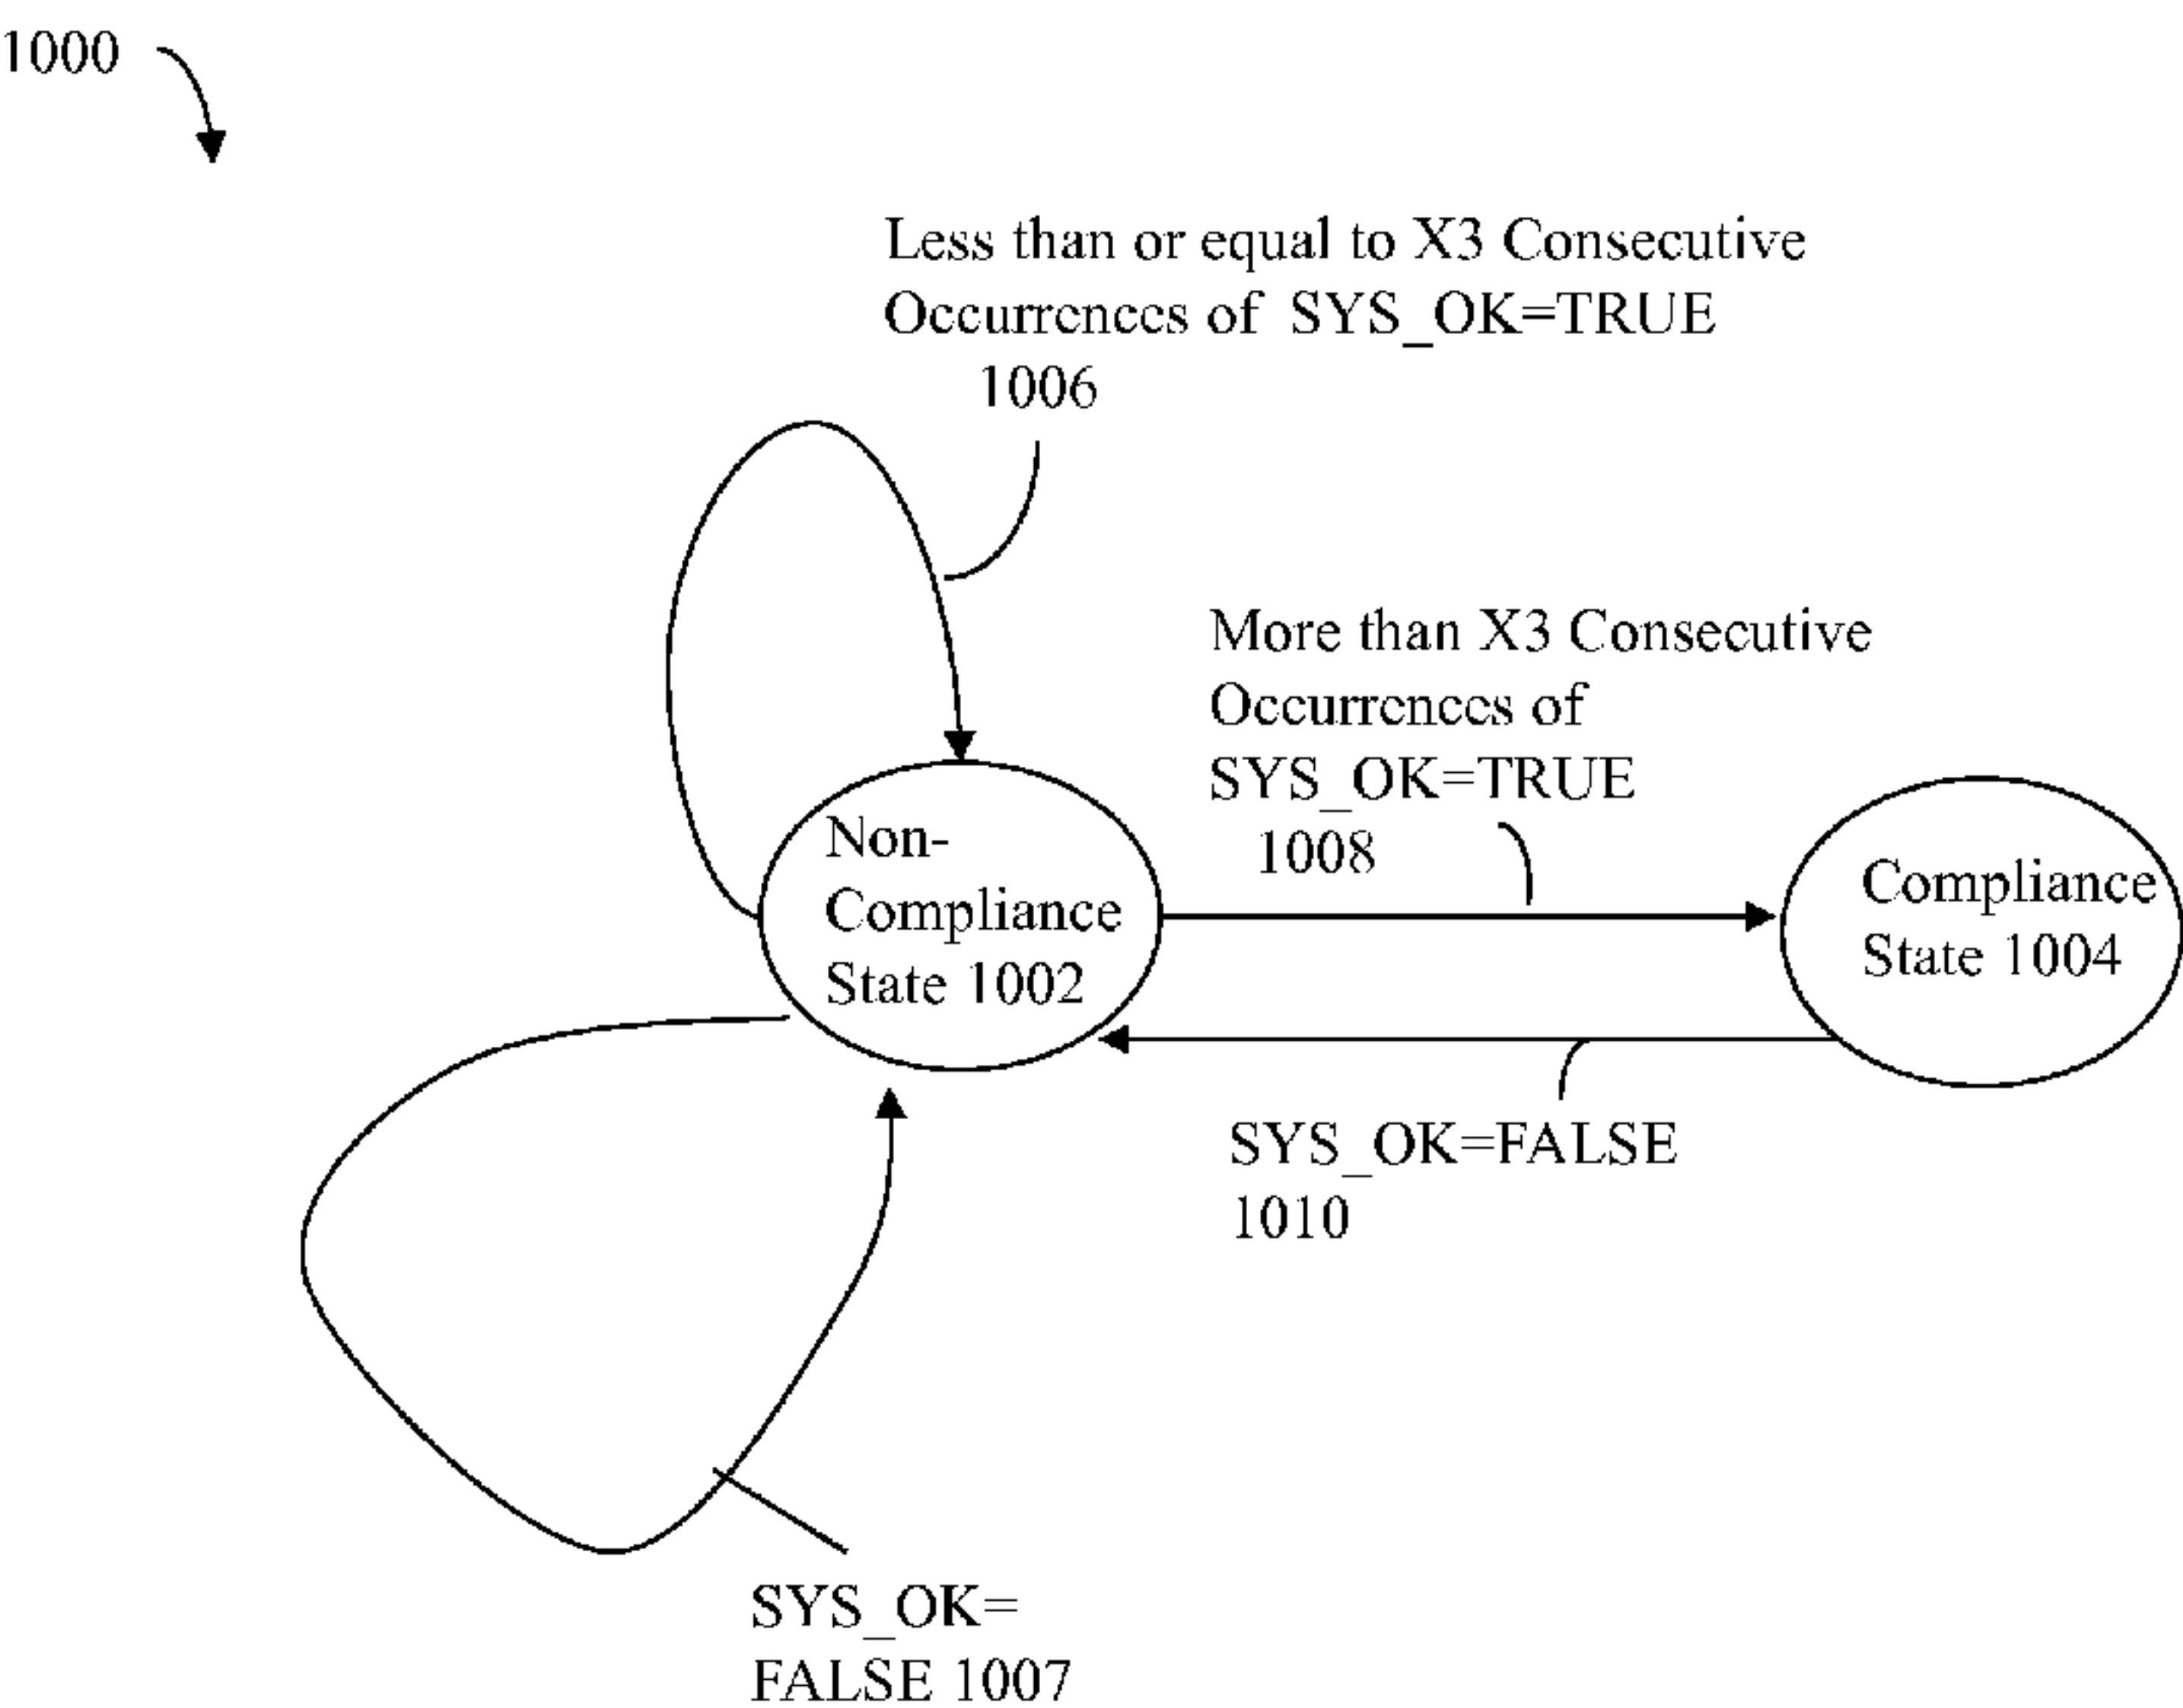 1000
Less than or equal to X3 Consecutive
Occurrences of SYS_OK=TRUE
1006
More than X3 Consecutive
Occurrences of
SYS_OK=TRUE
1008
Non-
Compliance
State 1002
Compliance
State 1004
SYS_OK=FALSE
1010
SYS_OK=
FALSE 1007